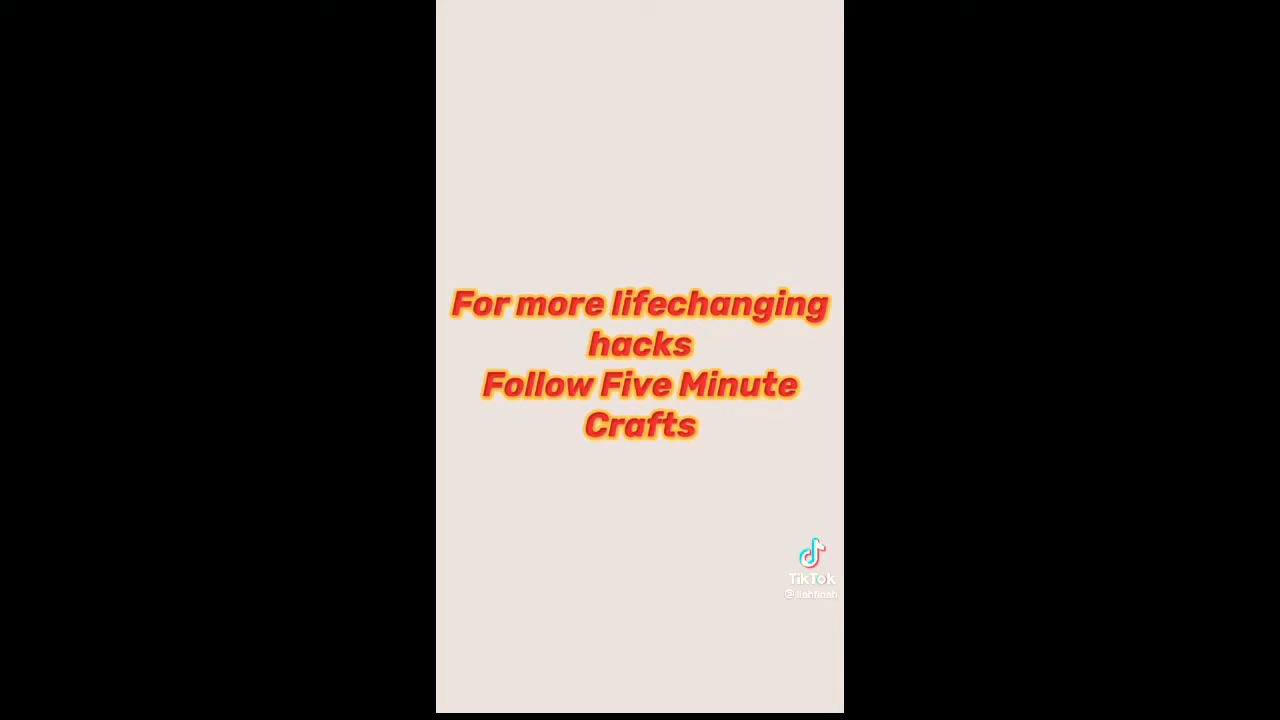 For more lifechanging
hacks
Follow Five Minute
Crafts
TikTok